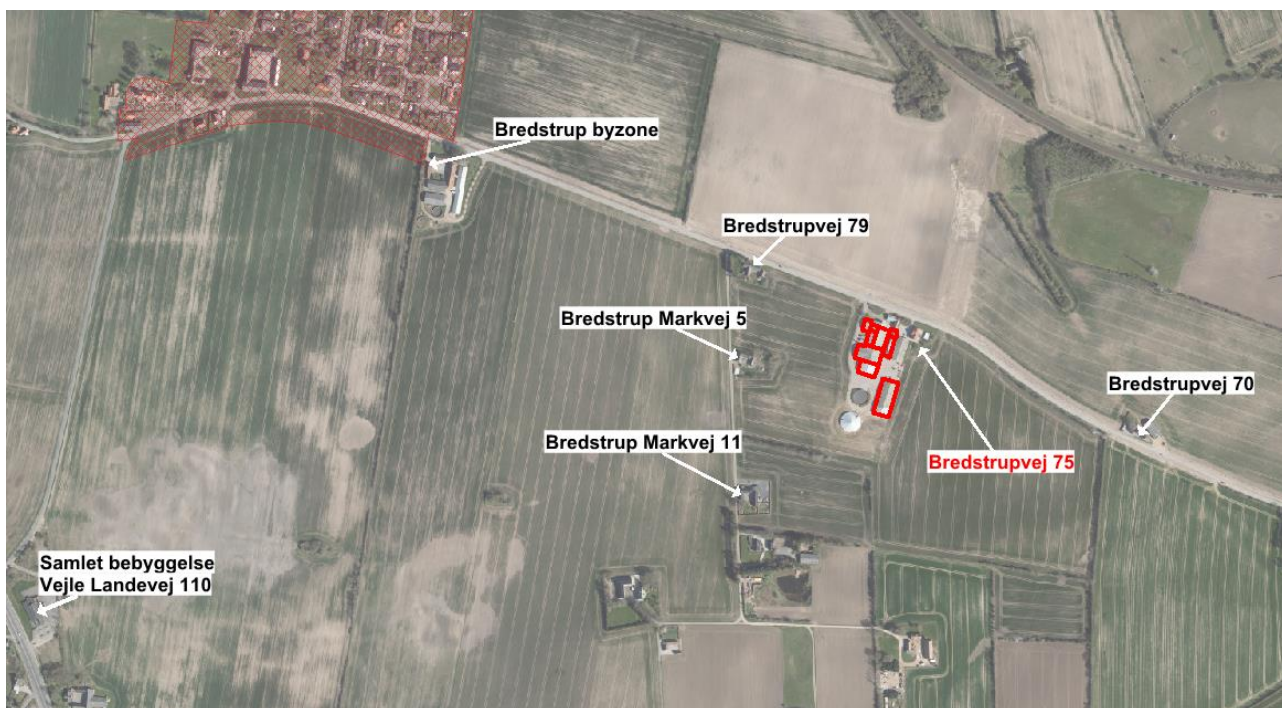 Bredstrup byzone
Bredstrupvej 79
Bredstrup Markvej 5
Bredstrupvej 70
Bredstrup Markvej 11
Bredstrupvej 75
Samlet bebyggelse
Vejle Landevej 110